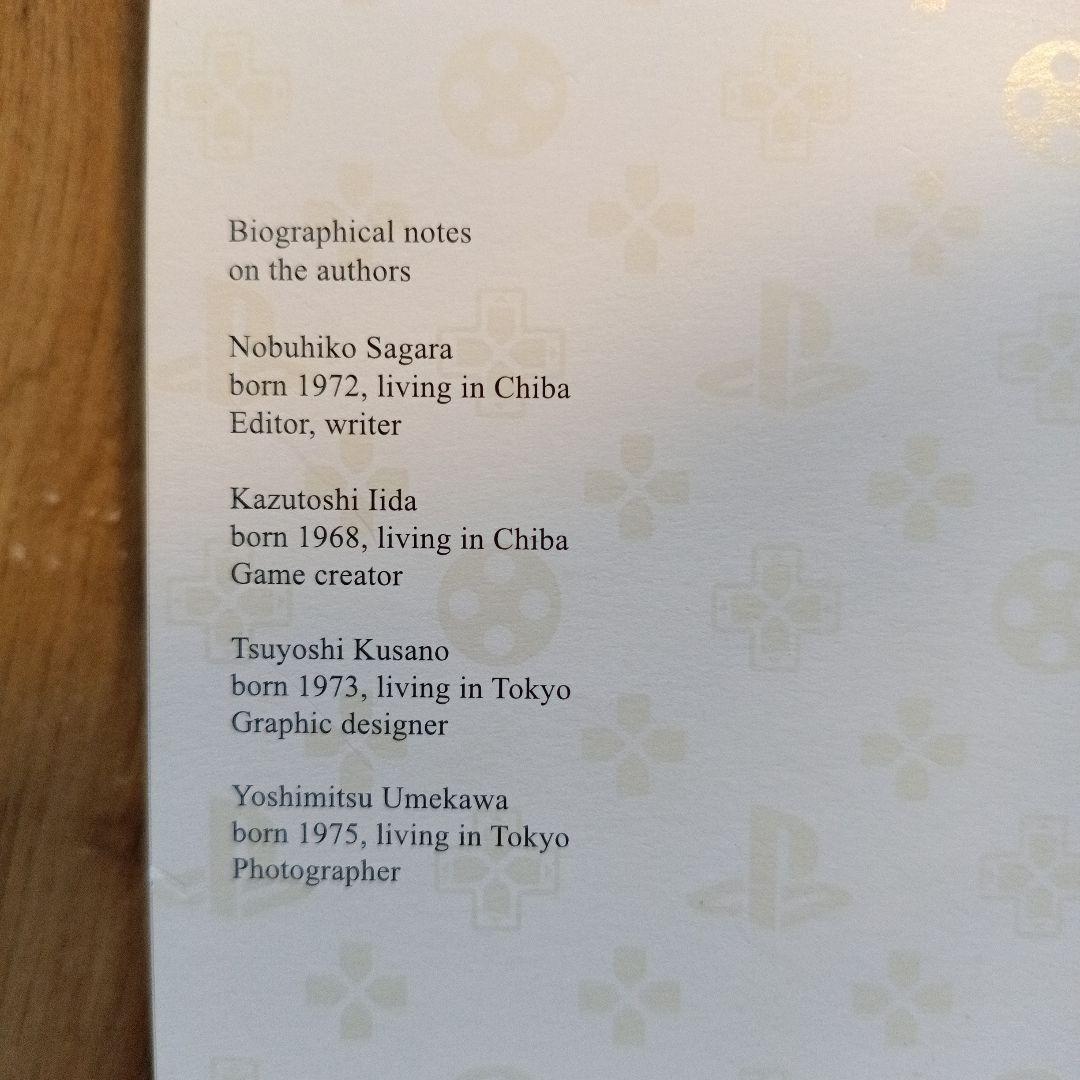 Biographical notes
on the authors
Nobuhiko Sagara
born 1972, living in Chiba
Editor, writer
Kazutoshi Iida
born 1968, living in Chiba
Game creator
Tsuyoshi Kusano
born 1973, living in Tokyo
Graphic designer
Yoshimitsu Umekawa
born 1975, living in Tokyo
Photographer